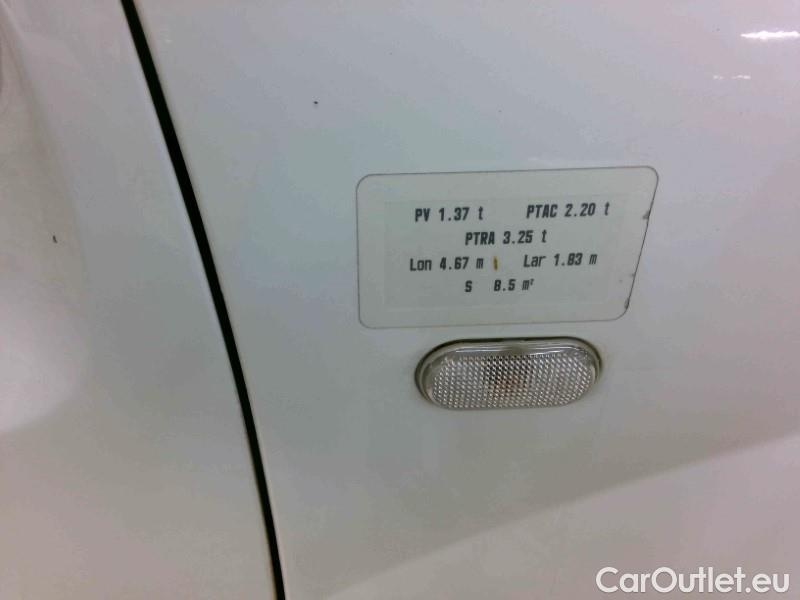 PV 1.37 t PTAC 2.20 t
PTRA 3.25 t
Lon 4.67 m Lar 1.83 m
S 8.5 m²
CarOutlet.eu